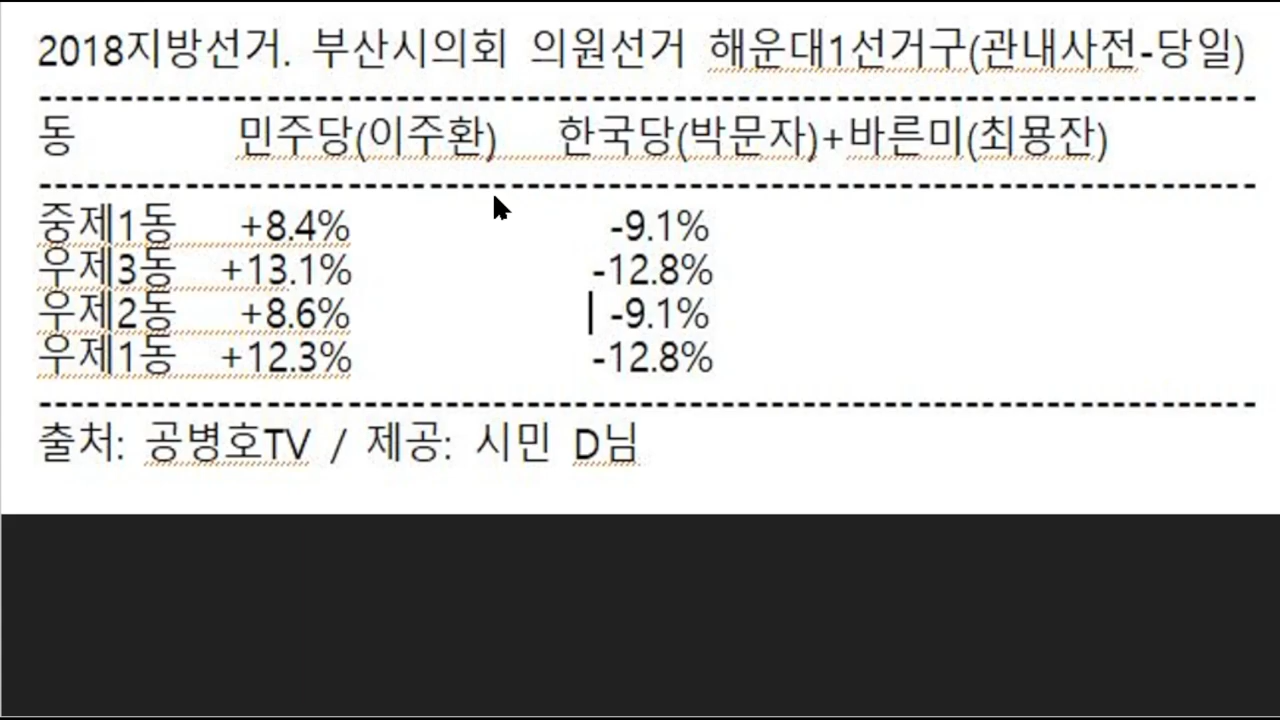 2018지방선거. 부산시의회 의원선거 해운대1선거구(관내사전-당일)
동 민주당(이주환) 한국당(박문자)+바른미(최묭잔)
중제1동 +8.4% -9.1%
우제3동 +13.1% -12.8%
우제2동 +8.6% -9.1%
우제1동 +12.3% -12.8%
출처: 공병호TV / 제공: 시민 D님